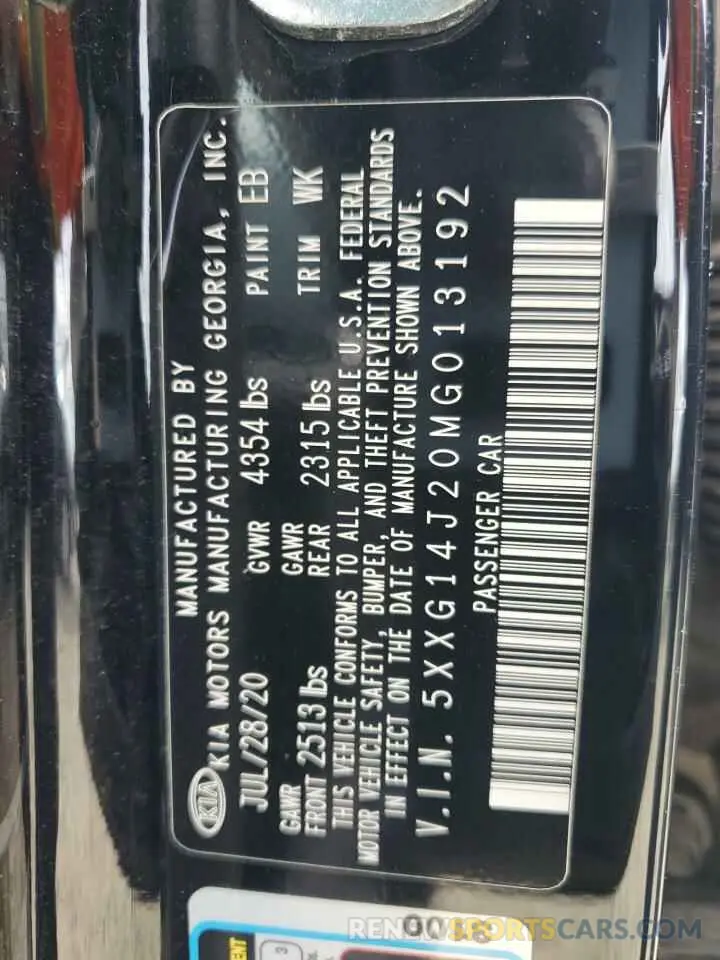 MANUFACTURED BY
KIA
KIA MOTORS MANUFACTURING GEORGIA, INC.
JUL/28/20 GVWR 4354 lbs PAINT EB
GAWR FRONT 2513 lbs GAWR REAR 2315 lbs TRIM WK
THIS VEHICLE CONFORMS TO ALL APPLICABLE U.S.A. FEDERAL
MOTOR VEHICLE SAFETY, BUMPER, AND THEFT PREVENTION STANDARDS
IN EFFECT ON THE DATE OF MANUFACTURE SHOWN ABOVE.
V.I.N. 5XXG14J20MG013192
PASSENGER CAR
3
RENEWSPORTSCARS.COM